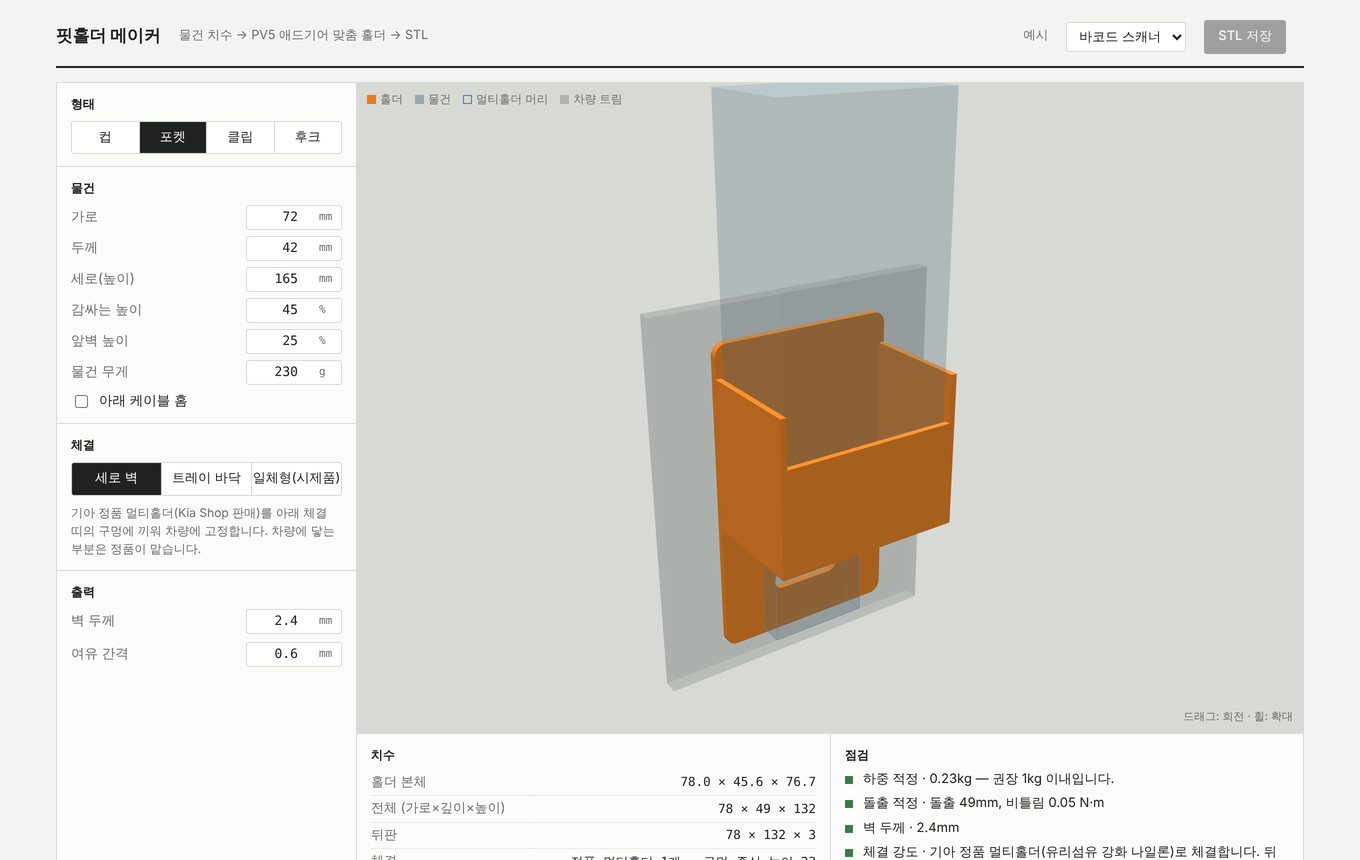 핏홀더 메이커 물건 치수 → PV5 애드기어 맞춤 홀더 → STL 예시 바코드 스캐너 STL 저장
형태
컵 포켓 클립 후크
물건
가로 72 mm
두께 42 mm
세로(높이) 165 mm
감싸는 높이 45 %
앞벽 높이 25 %
물건 무게 230 g
아래 케이블 홈
체결
세로 벽 트레이 바닥 일체형(시제품)
기아 정품 멀티홀더(Kia Shop 판매)를 아래 체결
띠의 구멍에 끼워 차량에 고정합니다. 차량에 닿는
부분은 정품이 맡습니다.
출력
벽 두께 2.4 mm
여유 간격 0.6 mm
홀더 물건 멀티홀더 머리 차량 트림
드래그: 회전 · 휠: 확대
치수
홀더 본체 78.0 × 45.6 × 76.7
전체 (가로×깊이×높이) 78 × 49 × 132
뒤판 78 × 132 × 3
점검
하중 적정 · 0.23kg — 권장 1kg 이내입니다.
돌출 적정 · 돌출 49mm, 비틀림 0.05 N·m
벽 두께 · 2.4mm
체결 강도 · 기아 정품 멀티홀더(유리섬유 강화 나일론)로 체결합니다. 뒤